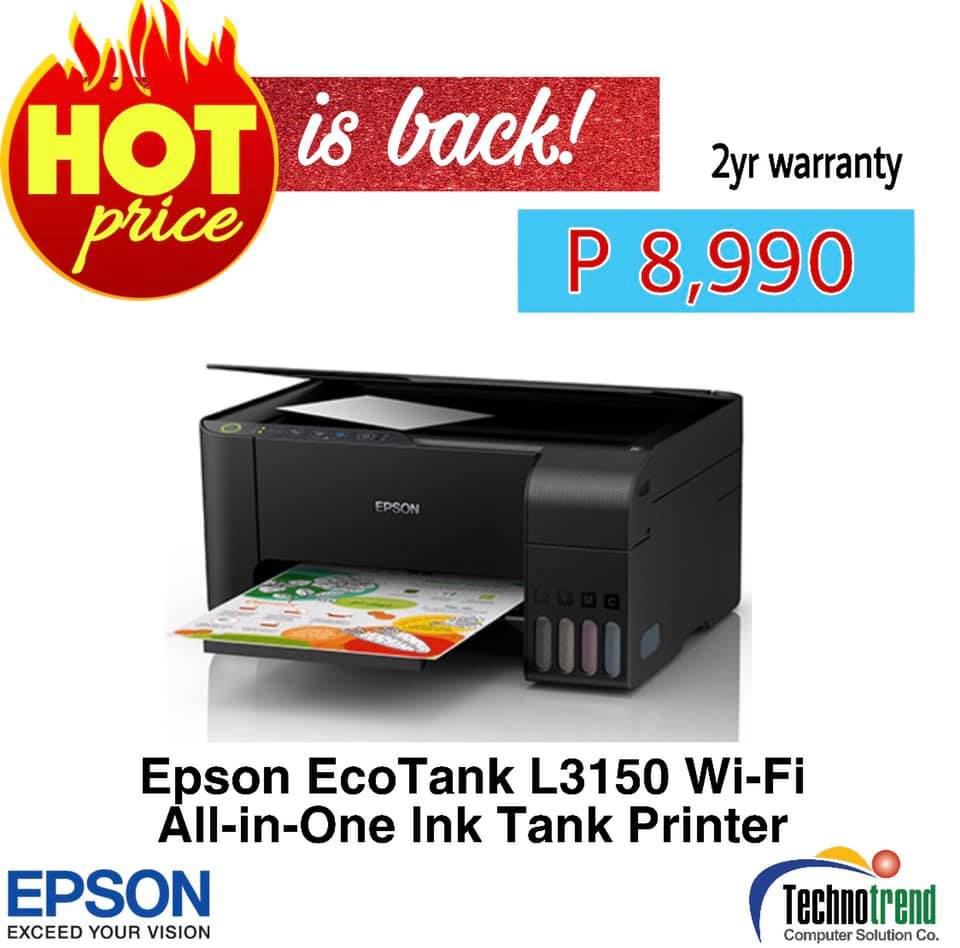 HOT
price
is back!
2yr warranty
P 8,990
EPSON
Y M C
Epson EcoTank L3150 Wi-Fi
All-in-One Ink Tank Printer
EPSON
EXCEED YOUR VISION
Technotrend
Computer Solution Co.